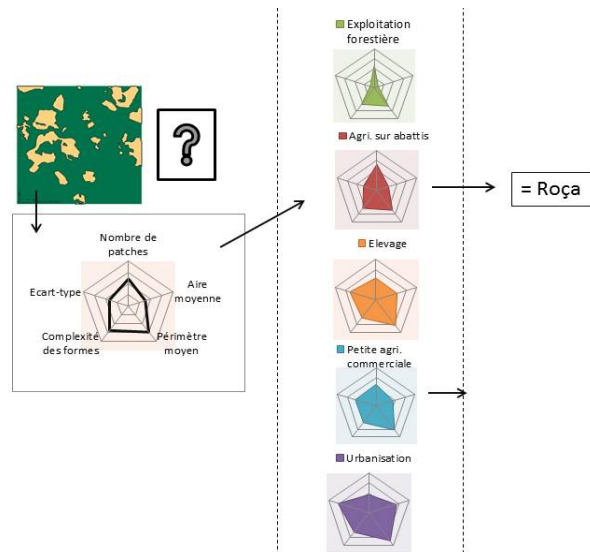 Exploitation
forestière
?
Agri. sur abattis
= Roça
Nombre de
patches
Ecart-type
Aire
moyenne
Complexité
des formes
Périmètre
moyen
Elevage
Petite agri.
commerciale
Urbanisation